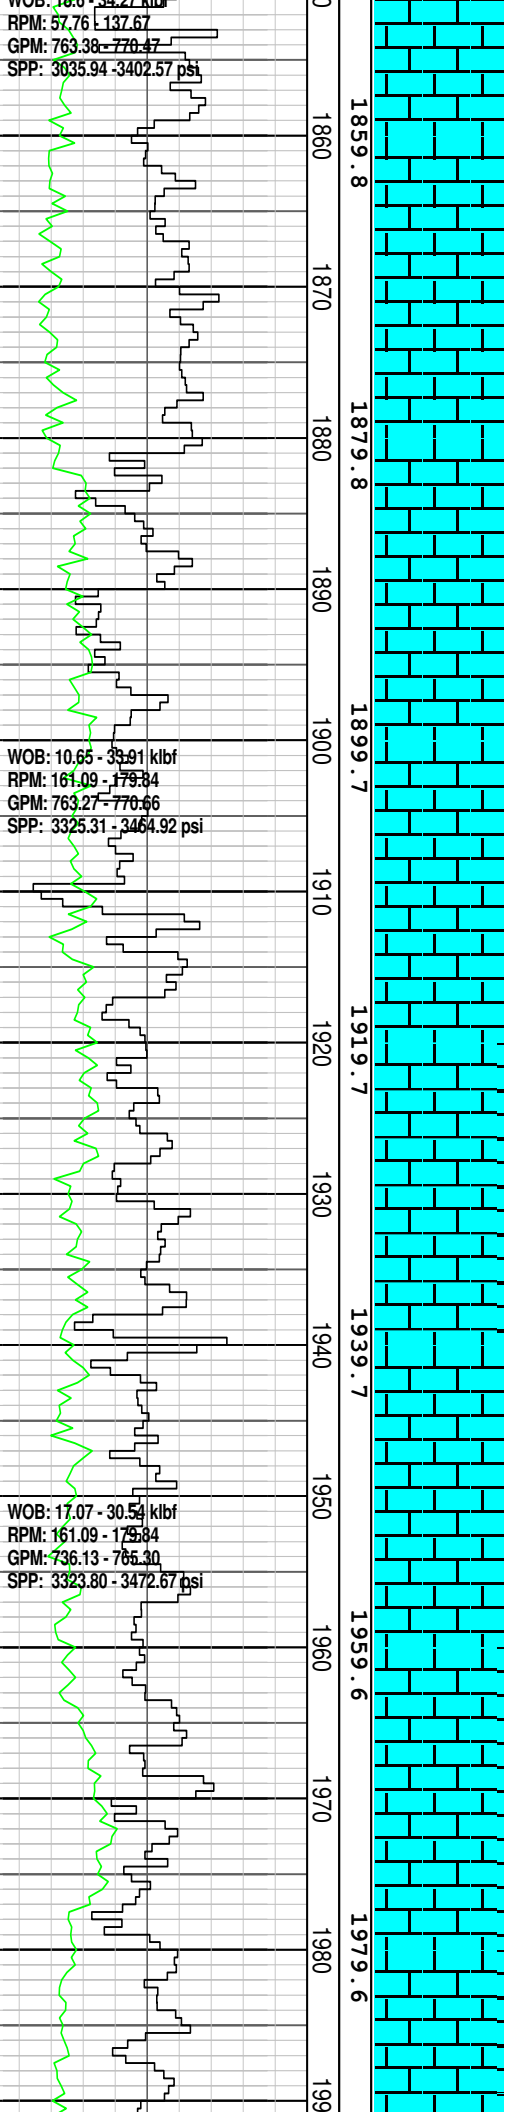 RPM: 57.76 - 137.67
GPM: 763.38 - 770.47
SPP: 3035.94 -3402.57 psi
1859.8
1860
1870
1879.8
1880
1890
1899.7
1900
WOB: 10.65 - 33.91 klbf
RPM: 161.09 - 179.84
GPM: 763.27 - 770.66
SPP: 3325.31 - 3464.92 psi
1910
1919.7
1920
1930
1939.7
1940
1950
WOB: 17.07 - 30.54 klbf
RPM: 161.09 - 179.84
GPM: 736.13 - 765.30
SPP: 3323.80 - 3472.67 psi
1959.6
1960
1970
1979.6
1980